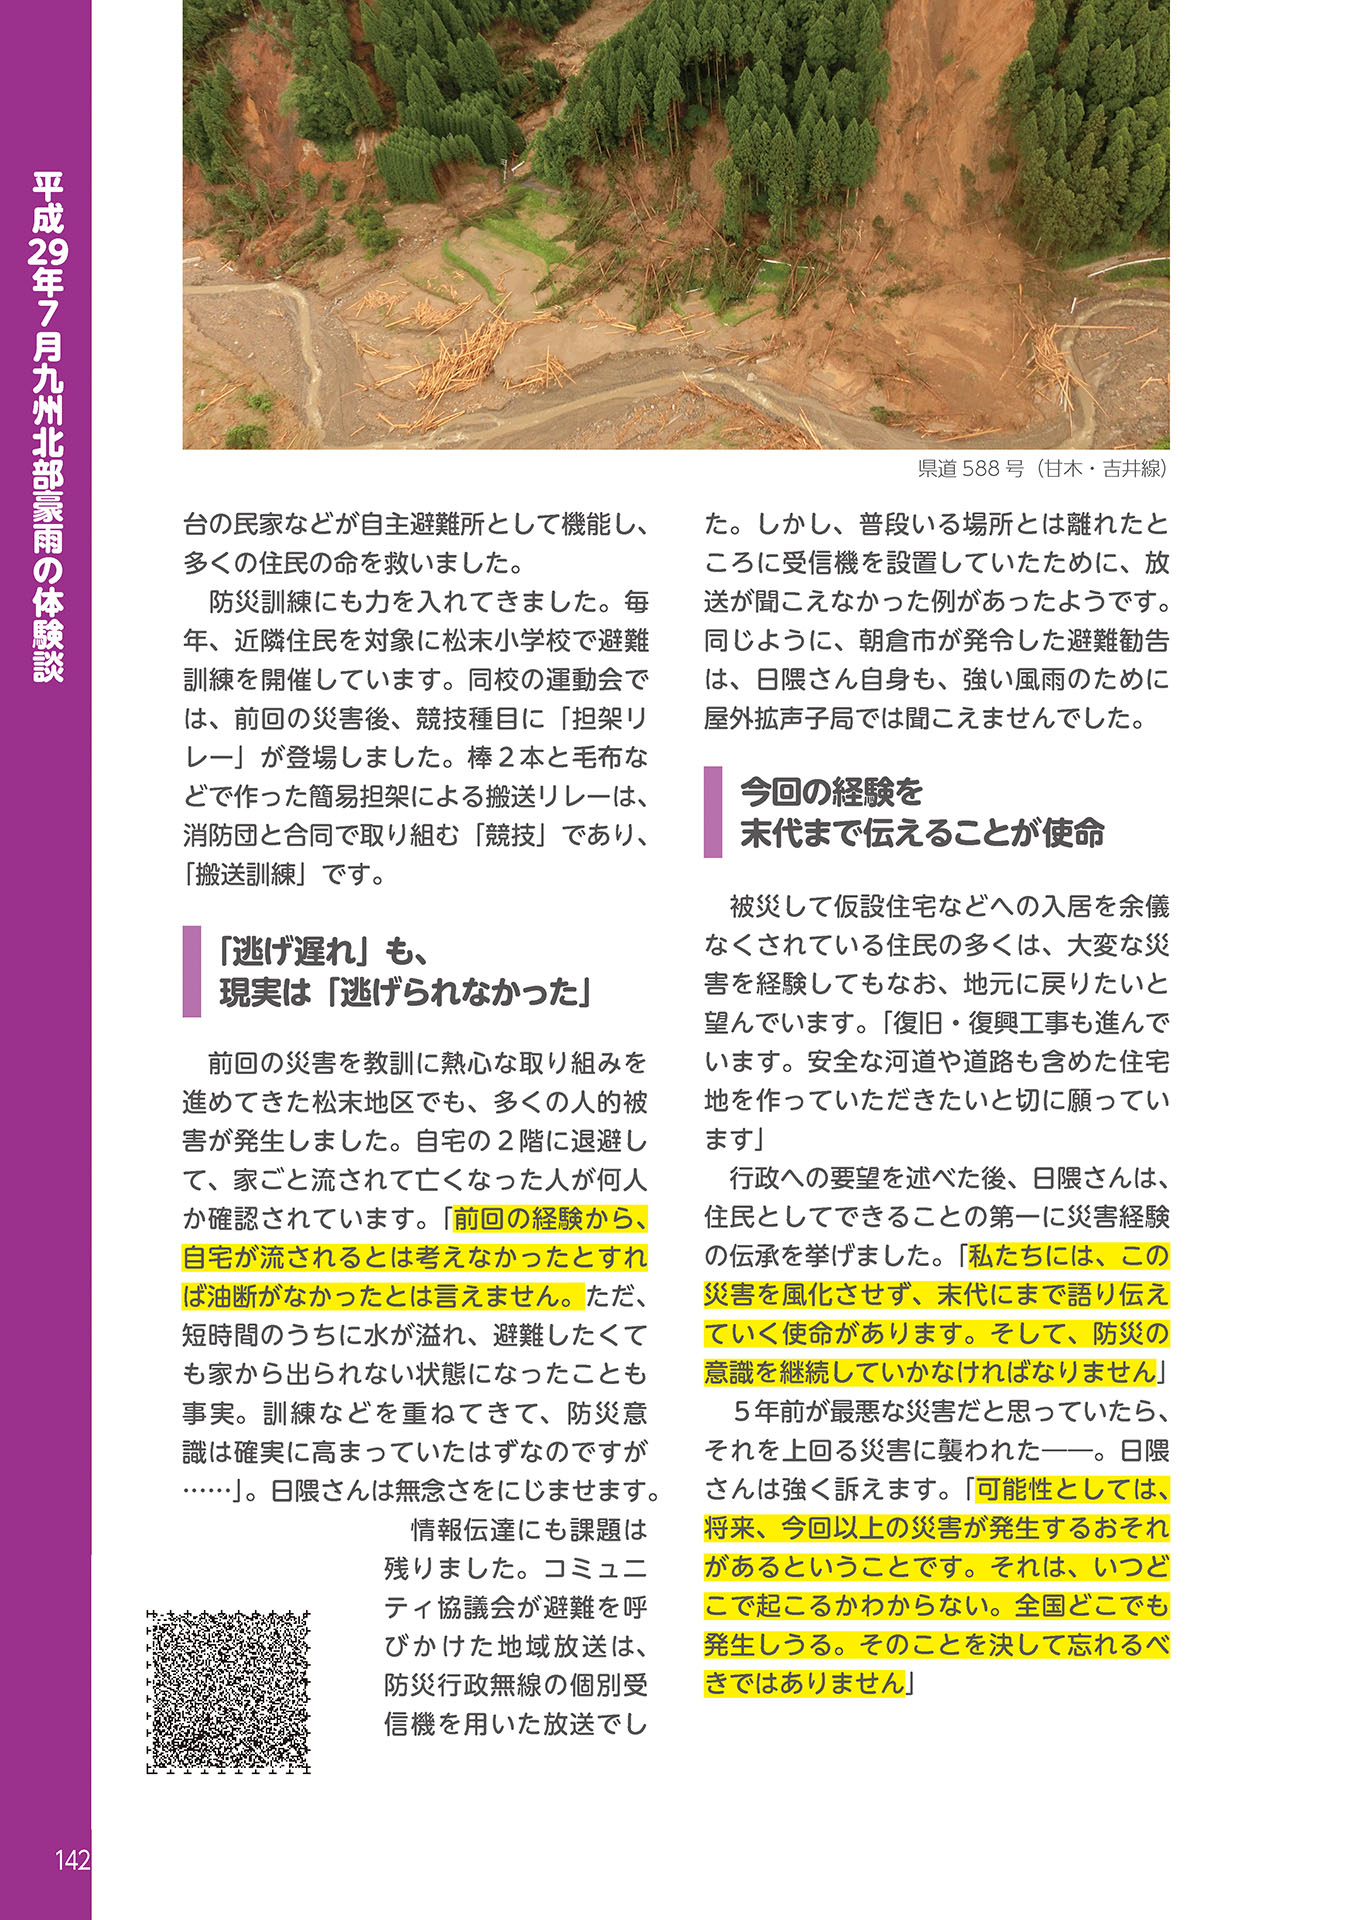 平成29年7月九州北部豪雨の体験談
県道 588 号（甘木・吉井線）
台の民家などが自主避難所として機能し、
多くの住民の命を救いました。
　防災訓練にも力を入れてきました。毎
年、近隣住民を対象に松末小学校で避難
訓練を開催しています。同校の運動会で
は、前回の災害後、競技種目に「担架リ
レー」が登場しました。棒２本と毛布な
どで作った簡易担架による搬送リレーは、
消防団と合同で取り組む「競技」であり、
「搬送訓練」です。
「逃げ遅れ」も、
現実は「逃げられなかった」
　前回の災害を教訓に熱心な取り組みを
進めてきた松末地区でも、多くの人的被
害が発生しました。自宅の２階に退避し
て、家ごと流されて亡くなった人が何人
か確認されています。「前回の経験から、
自宅が流されるとは考えなかったとすれ
ば油断がなかったとは言えません。ただ、
短時間のうちに水が溢れ、避難したくて
も家から出られない状態になったことも
事実。訓練などを重ねてきて、防災意
識は確実に高まっていたはずなのですが
……」。日隈さんは無念さをにじませます。
　情報伝達にも課題は
残りました。コミュニ
ティ協議会が避難を呼
びかけた地域放送は、
防災行政無線の個別受
信機を用いた放送でし
た。しかし、普段いる場所とは離れたと
ころに受信機を設置していたために、放
送が聞こえなかった例があったようです。
同じように、朝倉市が発令した避難勧告
は、日隈さん自身も、強い風雨のために
屋外拡声子局では聞こえませんでした。
今回の経験を
末代まで伝えることが使命
　被災して仮設住宅などへの入居を余儀
なくされている住民の多くは、大変な災
害を経験してもなお、地元に戻りたいと
望んでいます。「復旧・復興工事も進んで
います。安全な河道や道路も含めた住宅
地を作っていただきたいと切に願ってい
ます」
　行政への要望を述べた後、日隈さんは、
住民としてできることの第一に災害経験
の伝承を挙げました。「私たちには、この
災害を風化させず、末代にまで語り伝え
ていく使命があります。そして、防災の
意識を継続していかなければなりません」
　５年前が最悪な災害だと思っていたら、
それを上回る災害に襲われた――。日隈
さんは強く訴えます。「可能性としては、
将来、今回以上の災害が発生するおそれ
があるということです。それは、いつど
こで起こるかわからない。全国どこでも
発生しうる。そのことを決して忘れるべ
きではありません」
142